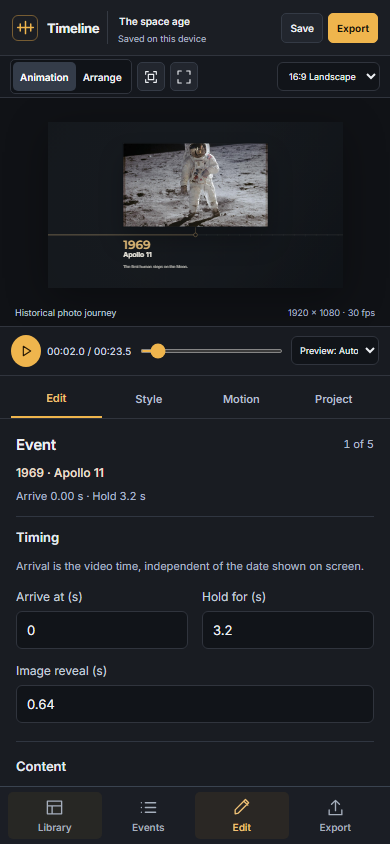 Timeline
The space age
Saved on this device
Save
Export
Animation
Arrange
16:9 Landscape
1969
Apollo 11
The first human steps on the Moon.
Historical photo journey
1920 × 1080 · 30 fps
00:02.0 / 00:23.5
Preview: Auto
Edit
Style
Motion
Project
Event
1 of 5
1969 · Apollo 11
Arrive 0.00 s · Hold 3.2 s
Timing
Arrival is the video time, independent of the date shown on screen.
Arrive at (s)
Hold for (s)
0
3.2
Image reveal (s)
0.64
Content
Library
Events
Edit
Export